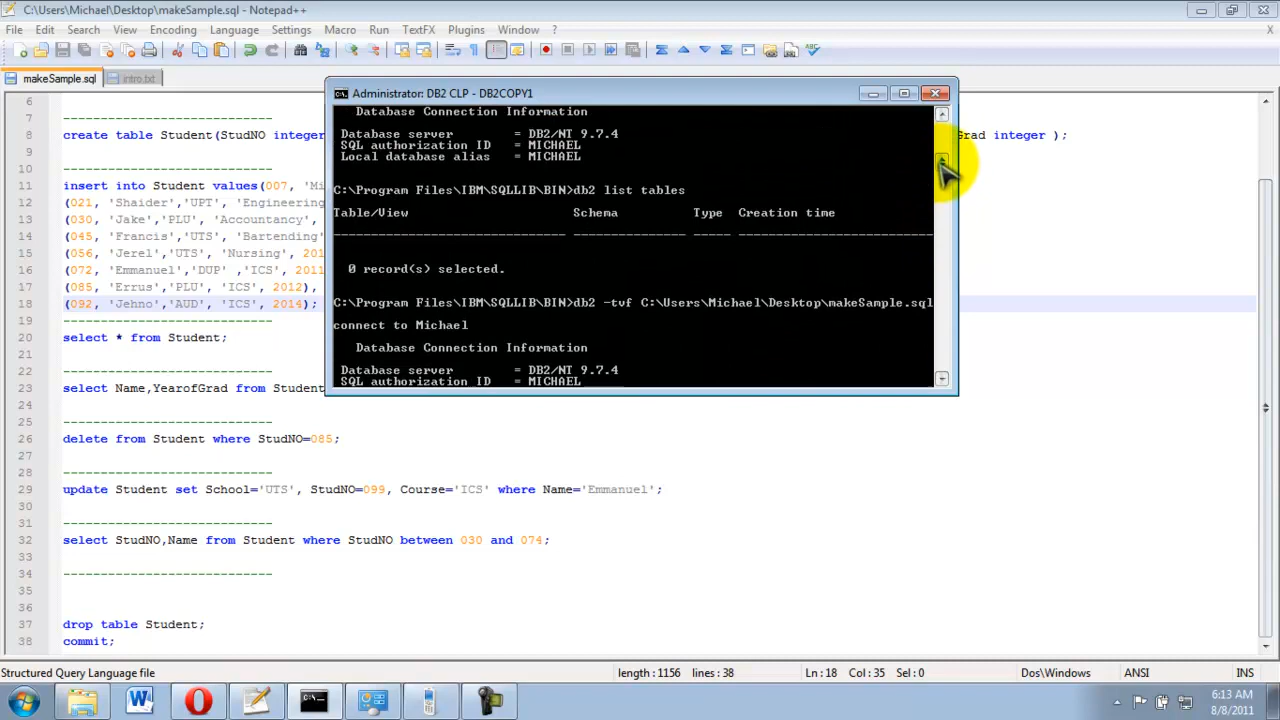 C:\Users\Michael\Desktop\makeSample.sql - Notepad++
File Edit Search View Encoding Language Settings Macro Run TextFX Plugins Window ?
X
makeSample.sql intro.txt
Administrator: DB2 CLP - DB2COPY1
Database Connection Information
Database server = DB2/NT 9.7.4
SQL authorization ID = MICHAEL
Local database alias = MICHAEL
C:\Program Files\IBM\SQLLIB\BIN>db2 list tables
Table/View Schema Type Creation time
------------------------------- --------------- ----- --------------------------
0 record(s) selected.
C:\Program Files\IBM\SQLLIB\BIN>db2 -tvf C:\Users\Michael\Desktop\makeSample.sql
connect to Michael
Database Connection Information
Database server = DB2/NT 9.7.4
SQL authorization ID = MICHAEL
6
7 ---------------------------
8 create table Student(StudNO integer Grad integer );
9
10 ---------------------------
11 insert into Student values(007, 'Mi
12 (021, 'Shaider','UPT', 'Engineering
13 (030, 'Jake','PLU', 'Accountancy',
14 (045, 'Francis','UTS', 'Bartending
15 (056, 'Jerel','UTS', 'Nursing', 201
16 (072, 'Emmanuel','DUP' ,'ICS', 2011
17 (085, 'Errus','PLU', 'ICS', 2012),
18 (092, 'Jehno','AUD', 'ICS', 2014);
19 ---------------------------
20 select * from Student;
21
22 ---------------------------
23 select Name,YearofGrad from Student
24
25 ---------------------------
26 delete from Student where StudNO=085;
27
28 ---------------------------
29 update Student set School='UTS', StudNO=099, Course='ICS' where Name='Emmanuel';
30
31 ---------------------------
32 select StudNO,Name from Student where StudNO between 030 and 074;
33
34 ---------------------------
35
36
37 drop table Student;
38 commit;
Structured Query Language file length : 1156 lines : 38 Ln : 18 Col : 35 Sel : 0 Dos\Windows ANSI INS
6:13 AM
8/8/2011